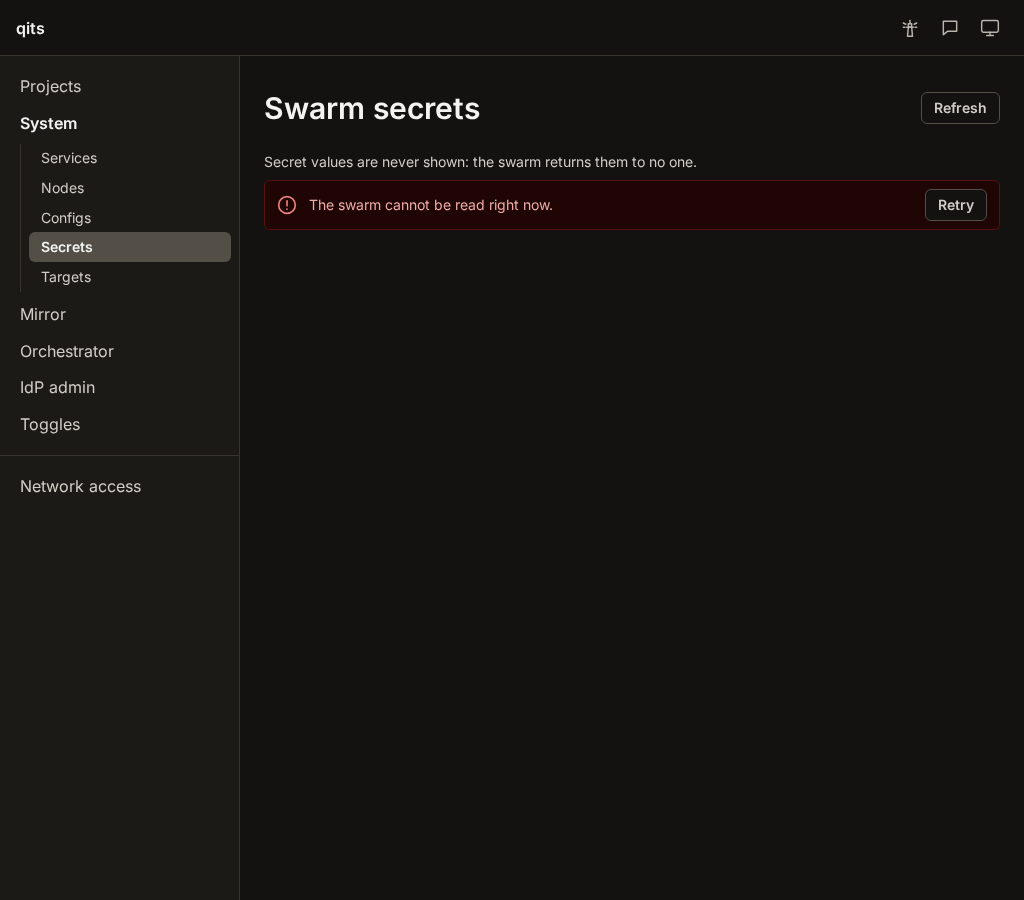 qits
Projects
System
Services
Nodes
Configs
Secrets
Targets
Mirror
Orchestrator
IdP admin
Toggles
Network access
Swarm secrets
Refresh
Secret values are never shown: the swarm returns them to no one.
The swarm cannot be read right now.
Retry